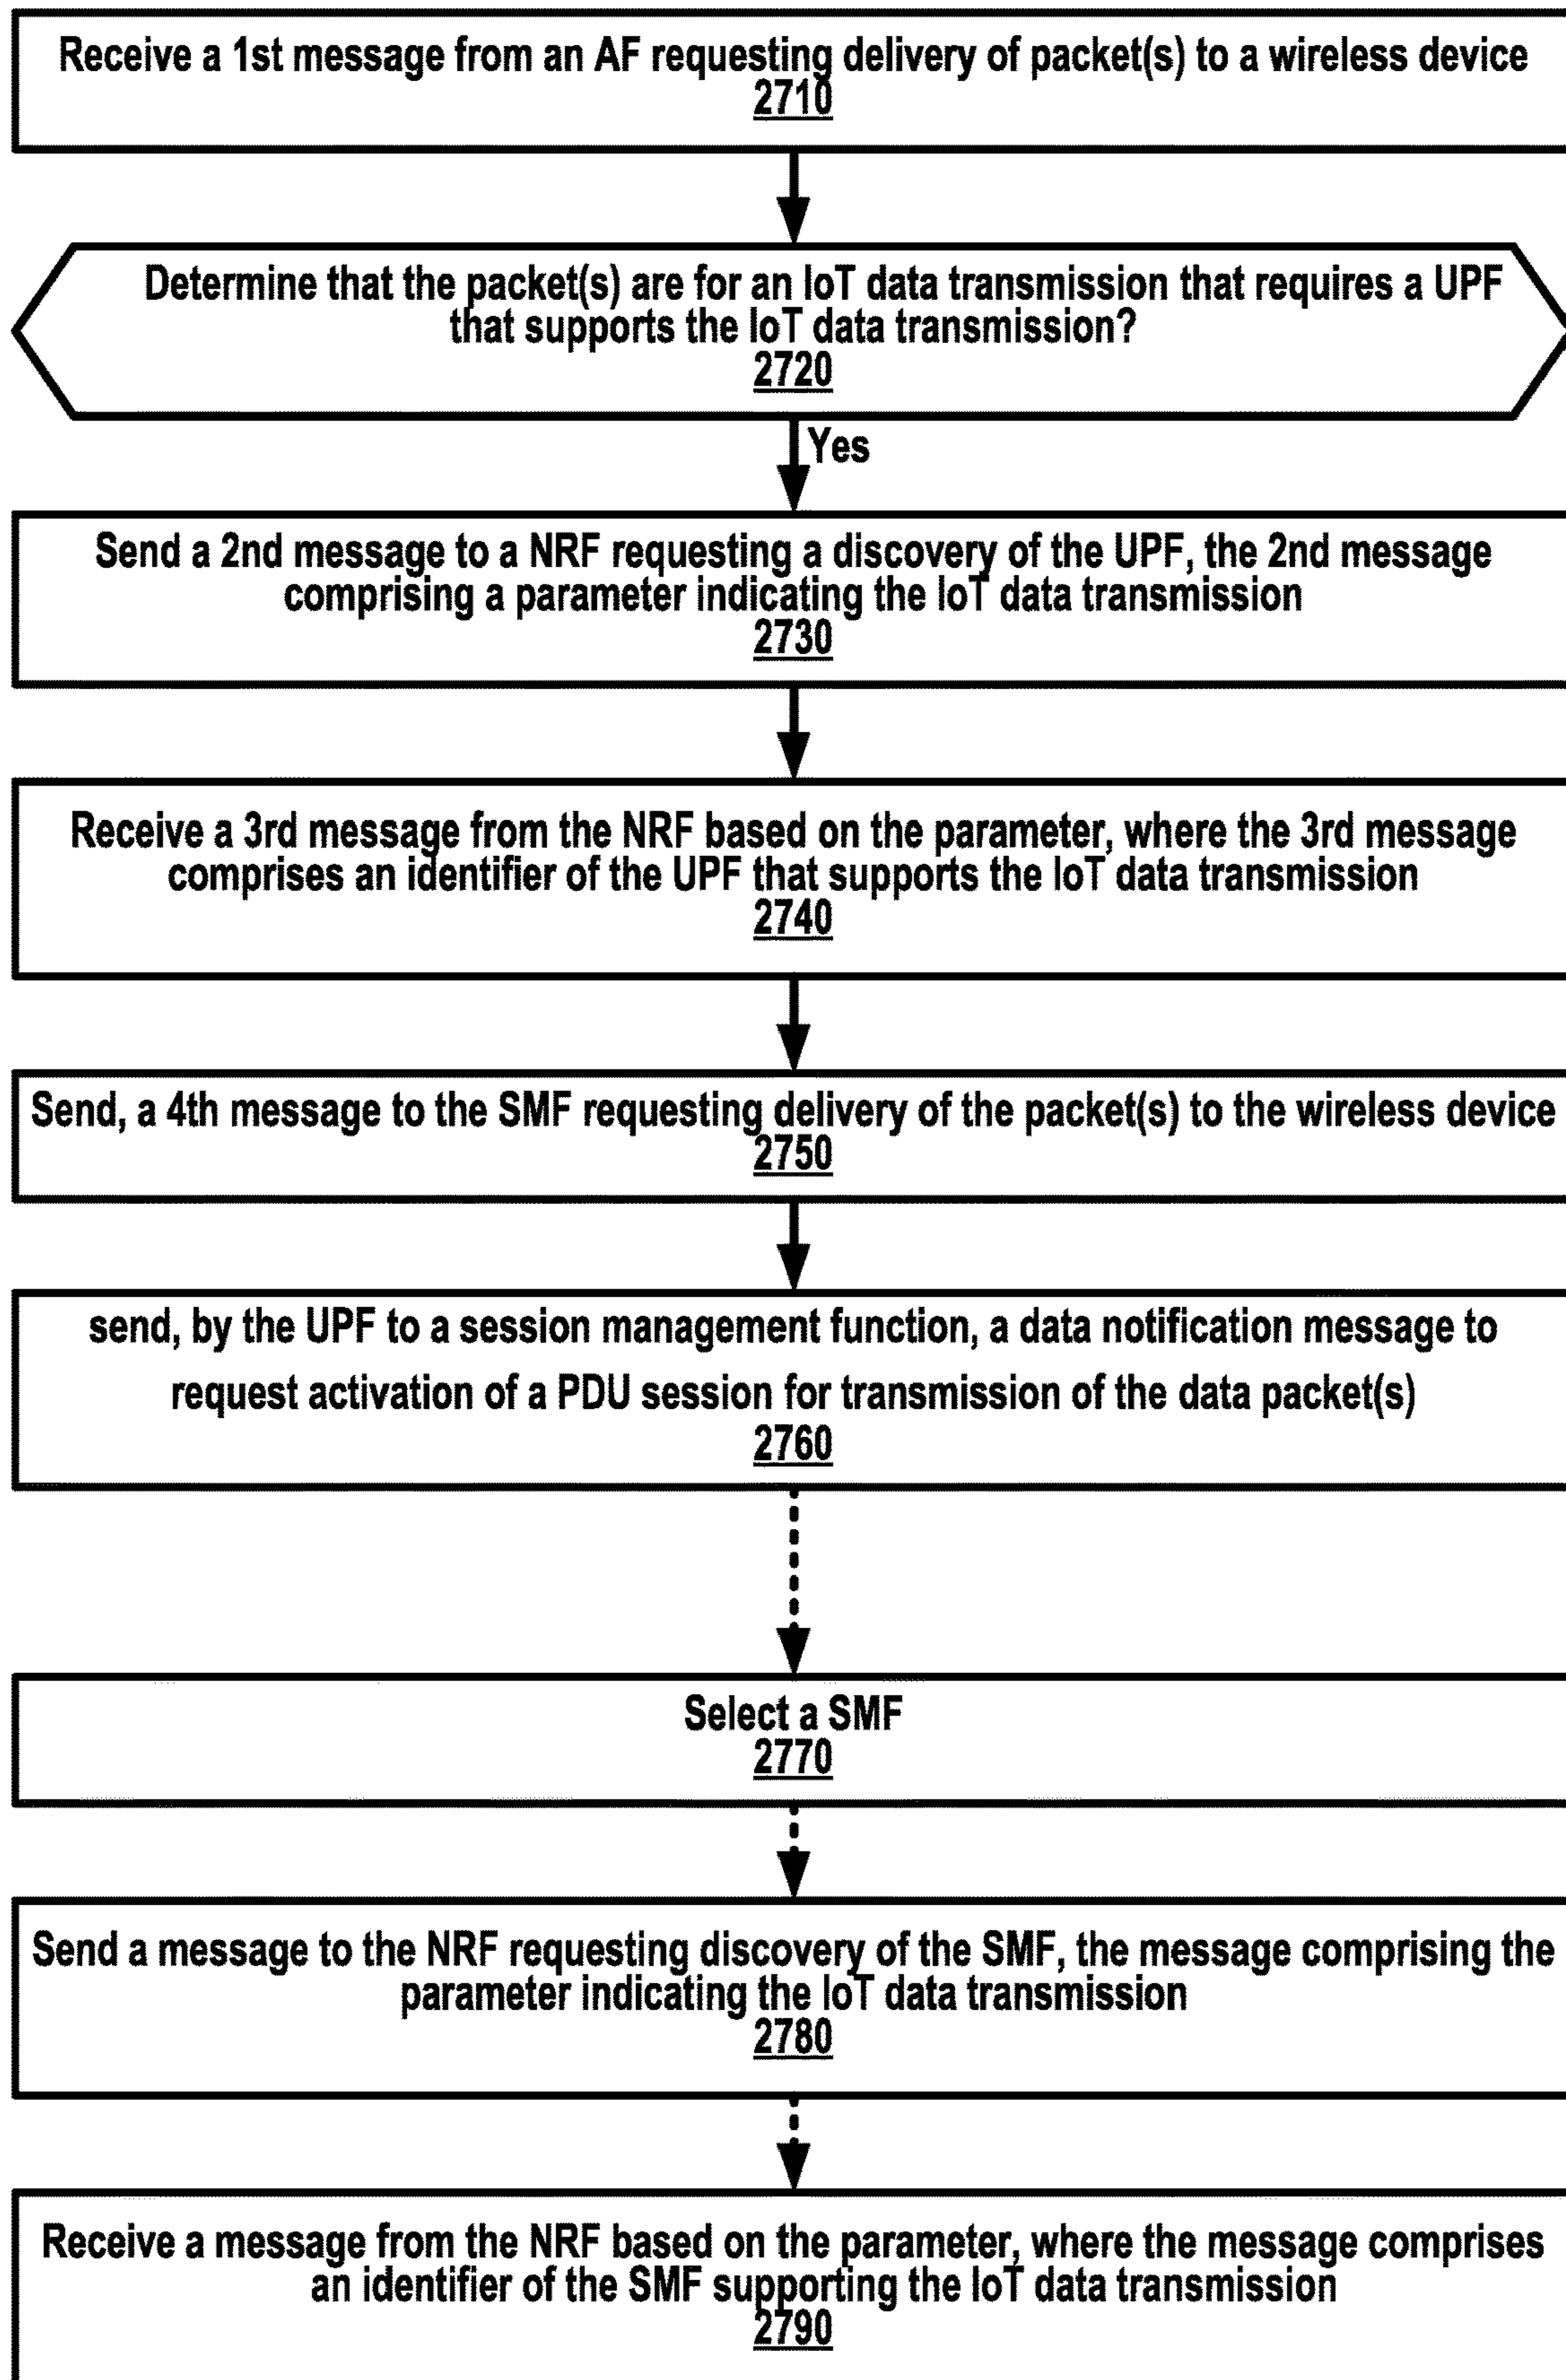 Receive a 1st message from an AF requesting delivery of packet(s) to a wireless device
2710
Determine that the packet(s) are for an IoT data transmission that requires a UPF
that supports the IoT data transmission?
2720
Yes
Send a 2nd message to a NRF requesting a discovery of the UPF, the 2nd message
comprising a parameter indicating the IoT data transmission
2730
Receive a 3rd message from the NRF based on the parameter, where the 3rd message
comprises an identifier of the UPF that supports the IoT data transmission
2740
Send, a 4th message to the SMF requesting delivery of the packet(s) to the wireless device
2750
send, by the UPF to a session management function, a data notification message to
request activation of a PDU session for transmission of the data packet(s)
2760
Select a SMF
2770
Send a message to the NRF requesting discovery of the SMF, the message comprising the
parameter indicating the IoT data transmission
2780
Receive a message from the NRF based on the parameter, where the message comprises
an identifier of the SMF supporting the IoT data transmission
2790